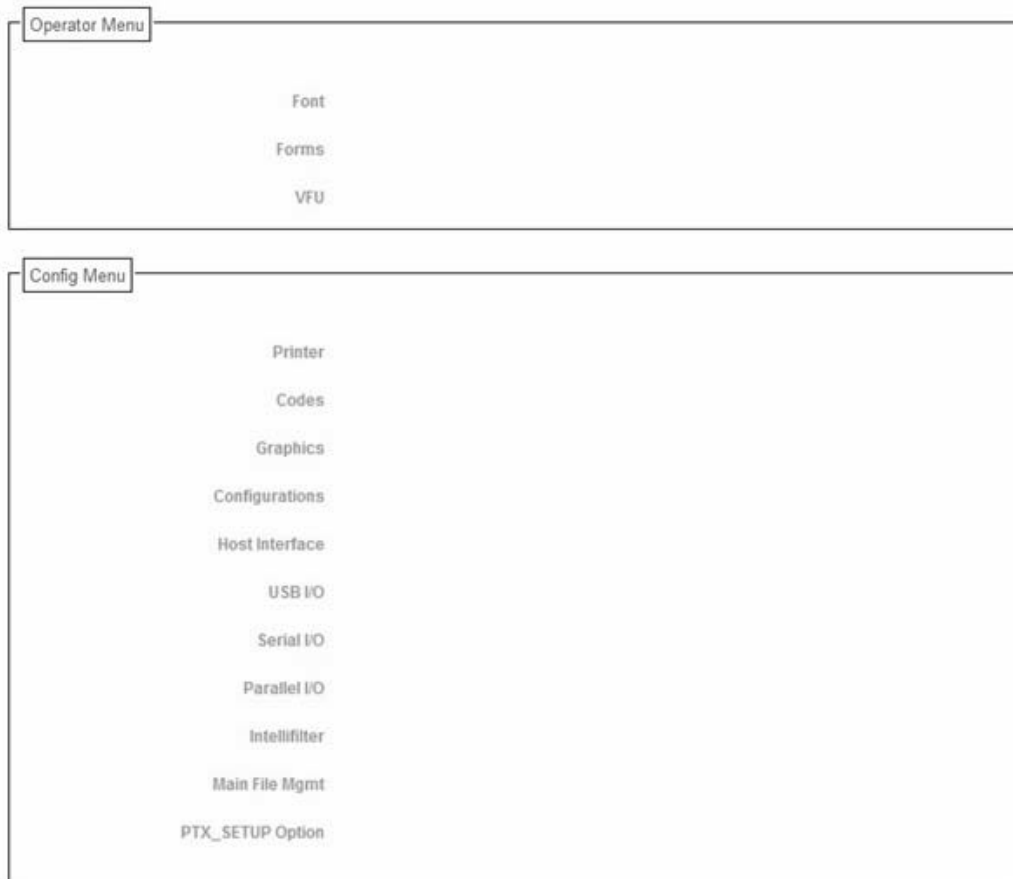 Operator Menu
Font
Forms
VFU
Config Menu
Printer
Codes
Graphics
Configurations
Host Interface
USB I/O
Serial I/O
Parallel I/O
Intellifilter
Main File Mgmt
PTX_SETUP Option